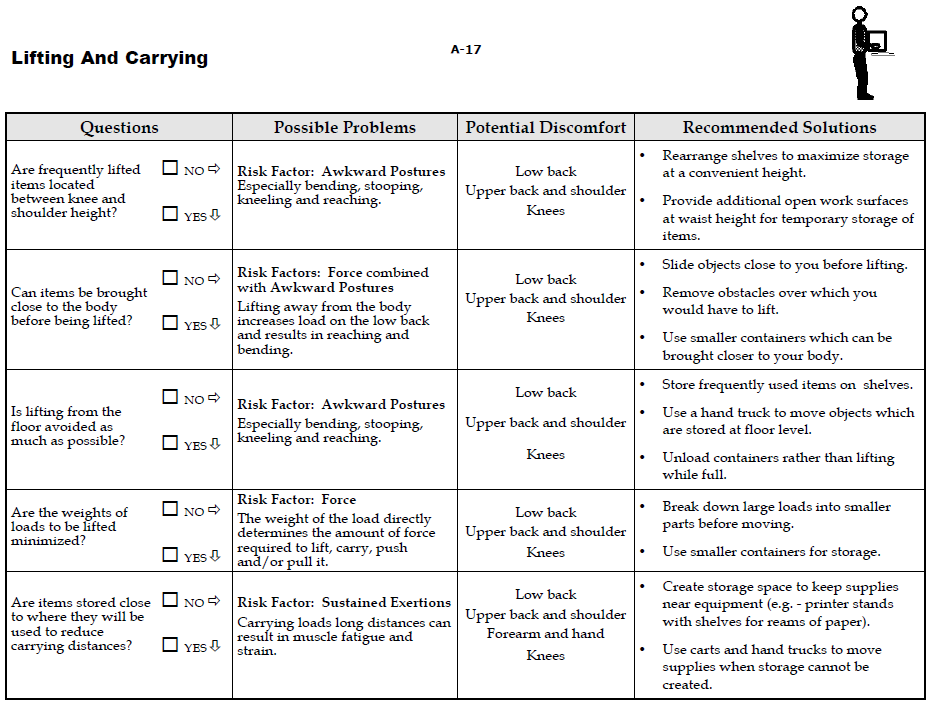 Lifting And Carrying
A-17
Questions
Possible Problems
Potential Discomfort
Recommended Solutions
Are frequently lifted
items located
between knee and
shoulder height?
☐ NO ⇨
☐ YES ⇩
Risk Factor: Awkward Postures
Especially bending, stooping,
kneeling and reaching.
Low back
Upper back and shoulder
Knees
• Rearrange shelves to maximize storage
at a convenient height.
• Provide additional open work surfaces
at waist height for temporary storage of
items.
Can items be brought
close to the body
before being lifted?
☐ NO ⇨
☐ YES ⇩
Risk Factors: Force combined
with Awkward Postures
Lifting away from the body
increases load on the low back
and results in reaching and
bending.
Low back
Upper back and shoulder
Knees
• Slide objects close to you before lifting.
• Remove obstacles over which you
would have to lift.
• Use smaller containers which can be
brought closer to your body.
Is lifting from the
floor avoided as
much as possible?
☐ NO ⇨
☐ YES ⇩
Risk Factor: Awkward Postures
Especially bending, stooping,
kneeling and reaching.
Low back
Upper back and shoulder
Knees
• Store frequently used items on shelves.
• Use a hand truck to move objects which
are stored at floor level.
• Unload containers rather than lifting
while full.
Are the weights of
loads to be lifted
minimized?
☐ NO ⇨
☐ YES ⇩
Risk Factor: Force
The weight of the load directly
determines the amount of force
required to lift, carry, push
and/or pull it.
Low back
Upper back and shoulder
Knees
• Break down large loads into smaller
parts before moving.
• Use smaller containers for storage.
Are items stored close
to where they will be
used to reduce
carrying distances?
☐ NO ⇨
☐ YES ⇩
Risk Factor: Sustained Exertions
Carrying loads long distances can
result in muscle fatigue and
strain.
Low back
Upper back and shoulder
Forearm and hand
Knees
• Create storage space to keep supplies
near equipment (e.g. - printer stands
with shelves for reams of paper).
• Use carts and hand trucks to move
supplies when storage cannot be
created.